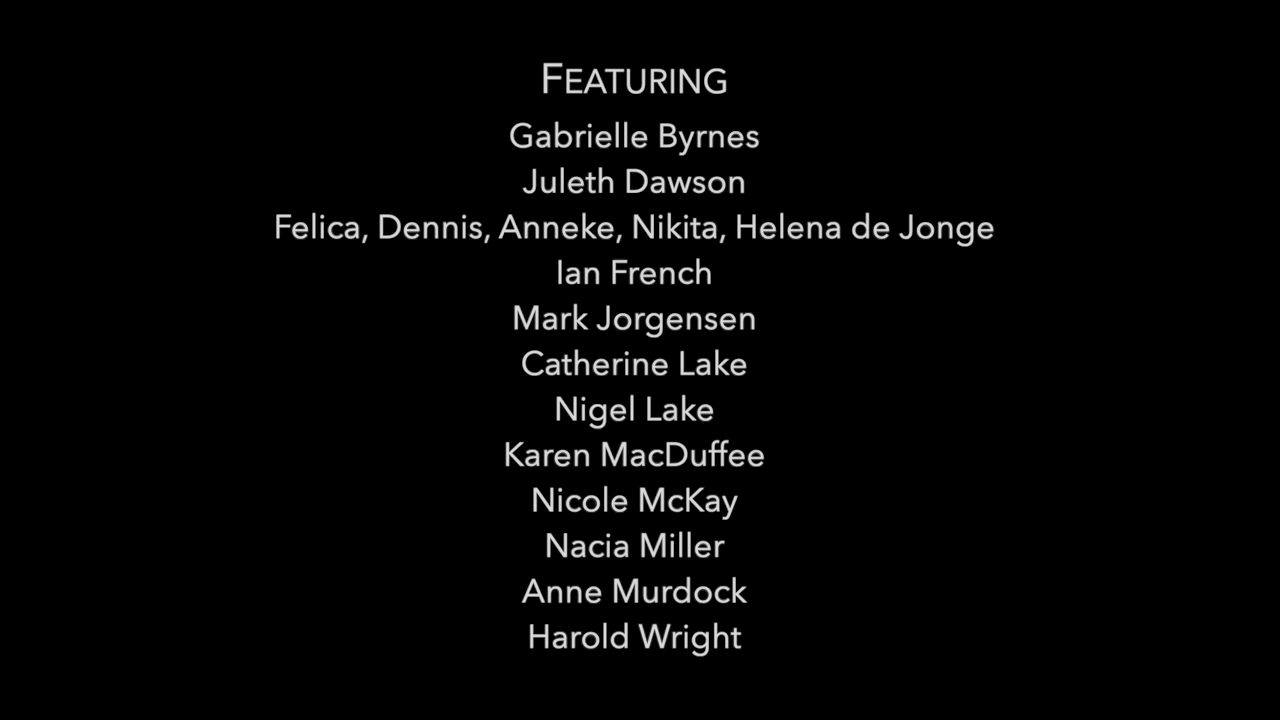 FEATURING
Gabrielle Byrnes
Juleth Dawson
Felica, Dennis, Anneke, Nikita, Helena de Jonge
Ian French
Mark Jorgensen
Catherine Lake
Nigel Lake
Karen MacDuffee
Nicole McKay
Nacia Miller
Anne Murdock
Harold Wright